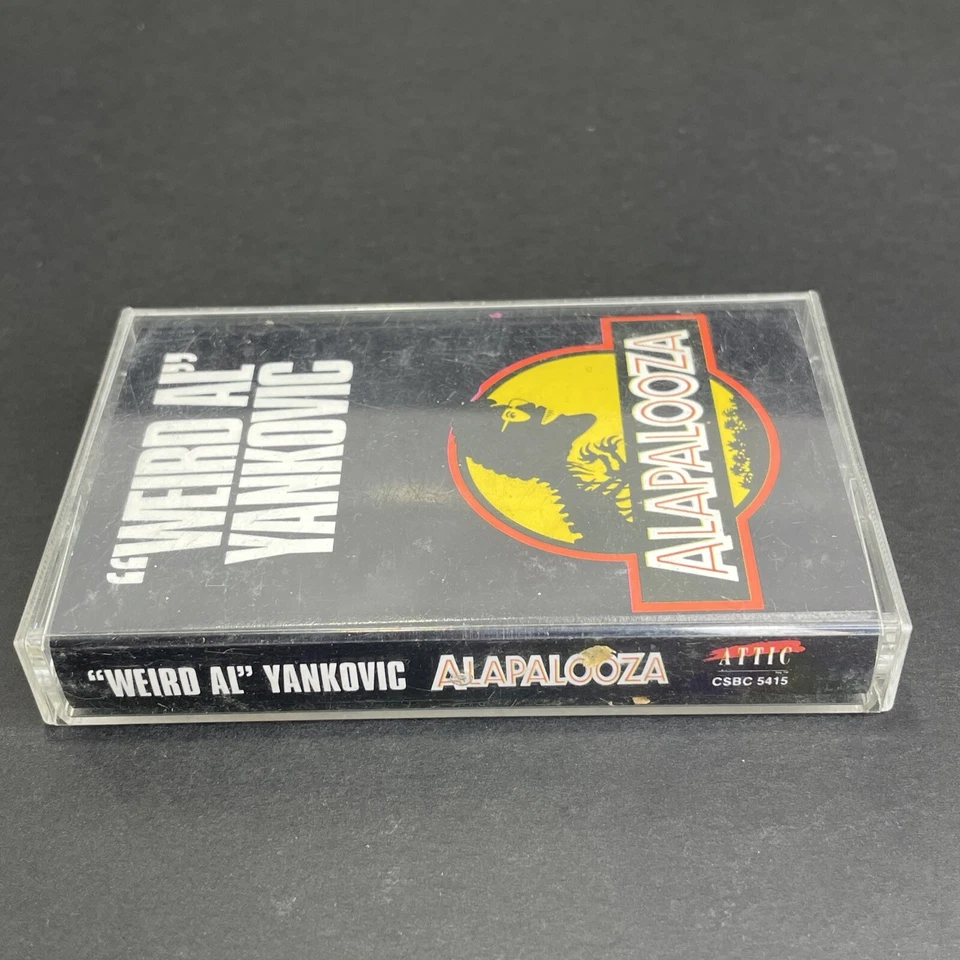 “WEIRD AL”
YANKOVIC
ALAPALOOZA
“WEIRD AL” YANKOVIC ALAPALOOZA
ATTIC
CSBC 5415